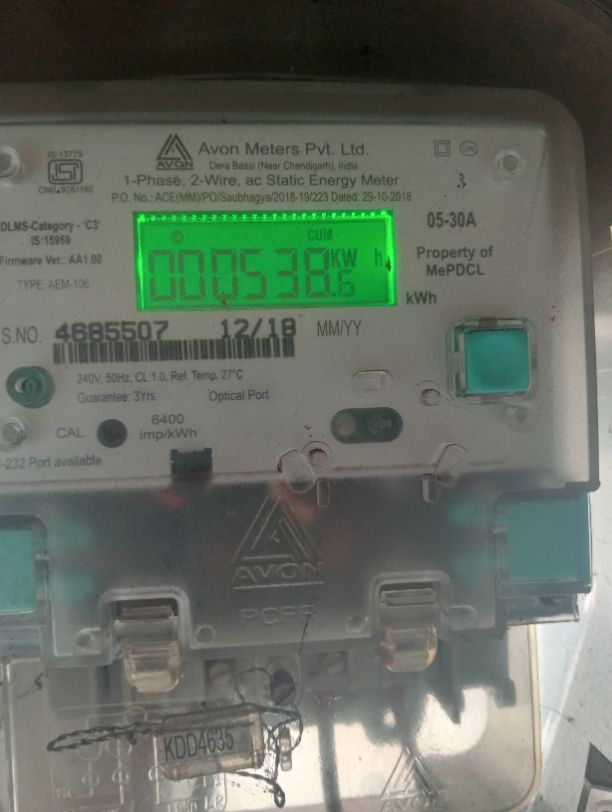 IS:13779
ISI
CM/L-9281180
AVON
Avon Meters Pvt. Ltd.
Dera Bassi (Near Chandigarh), India
1-Phase, 2-Wire, ac Static Energy Meter
P.O. No.: ACE(MM)/PO/Saubhagya/2018-19/223 Dated: 29-10-2018
DLMS-Category - 'C3'
IS:15959
Firmware Ver.: AA1.00
TYPE AEM-106
CUM
000538.6 KW h
kWh
05-30A
Property of
MePDCL
S.NO. 4685507 12/18 MM/YY
240V, 50Hz, CL:1.0, Ref. Temp. 27°C
Guarantee: 3Yrs. Optical Port
CAL
6400
imp/kWh
-232 Port available
AVON
KDD4635